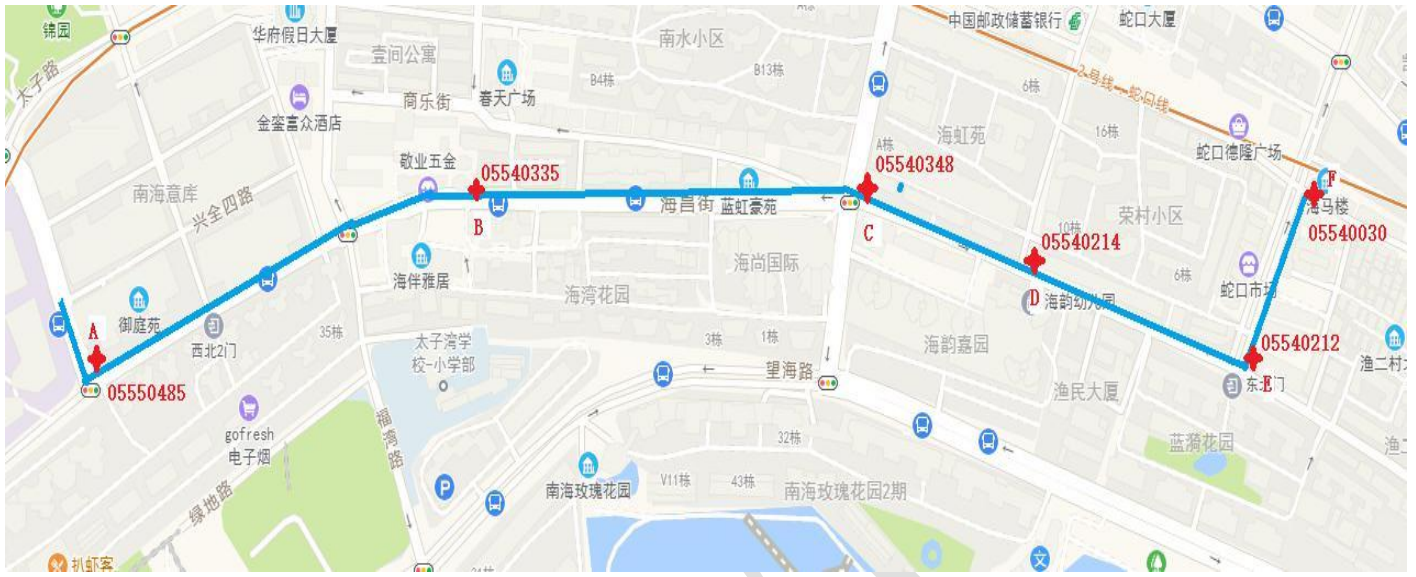 锦园
华府假日大厦
壹间公寓
南水小区
中国邮政储蓄银行
蛇口大厦
太子路
B4栋
B13栋
6栋
2号线-蛇口线
商乐街
春天广场
金銮富众酒店
16栋
海虹苑
A栋
蛇口德隆广场
敬业五金
05540335
05540348
F
南海意库
兴全四路
海昌街
蓝虹豪苑
海马楼
B
C
10栋
荣村小区
05540214
05540030
海尚国际
海伴雅居
6栋
蛇口市场
海湾花园
D
海韵幼儿园
A
御庭苑
西北2门
35栋
太子湾学
校-小学部
3栋
1栋
海韵嘉园
05540212
望海路
渔二村
05550485
渔民大厦
E
gofresh
电子烟
福湾路
32栋
蓝漪花园
绿地路
P
南海玫瑰花园
V11栋
43栋
南海玫瑰花园2期
扒虾客
文